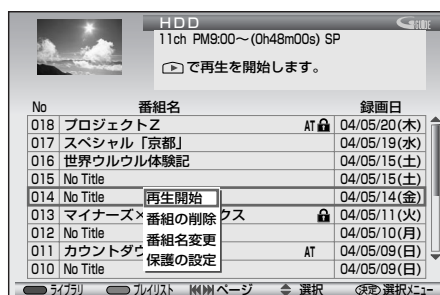 HDD
G GUIDE
11ch PM9:00〜(0h48m00s) SP
で再生を開始します。
No 番組名 録画日
018 プロジェクトZ AT 04/05/20(木)
017 スペシャル「京都」 04/05/19(水)
016 世界ウルウル体験記 04/05/15(土)
015 No Title 04/05/15(土)
014 No Title 04/05/14(金)
再生開始
番組の削除
番組名変更
保護の設定
013 マイナーズ× クス 04/05/11(火)
012 No Title 04/05/10(月)
011 カウントダウ AT 04/05/09(日)
010 No Title 04/05/09(日)
ライブラリ プレイリスト ページ 選択 決定 選択メニュー